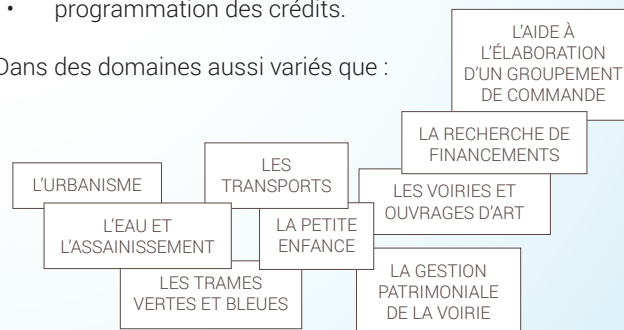 • programmation des crédits.
Dans des domaines aussi variés que :
L'AIDE À
L'ÉLABORATION
D'UN GROUPEMENT
DE COMMANDE
LA RECHERCHE DE
FINANCEMENTS
LES
TRANSPORTS
L'URBANISME
LES VOIRIES ET
OUVRAGES D'ART
L'EAU ET
L'ASSAINISSEMENT
LA PETITE
ENFANCE
LES TRAMES
VERTES ET BLEUES
LA GESTION
PATRIMONIALE
DE LA VOIRIE